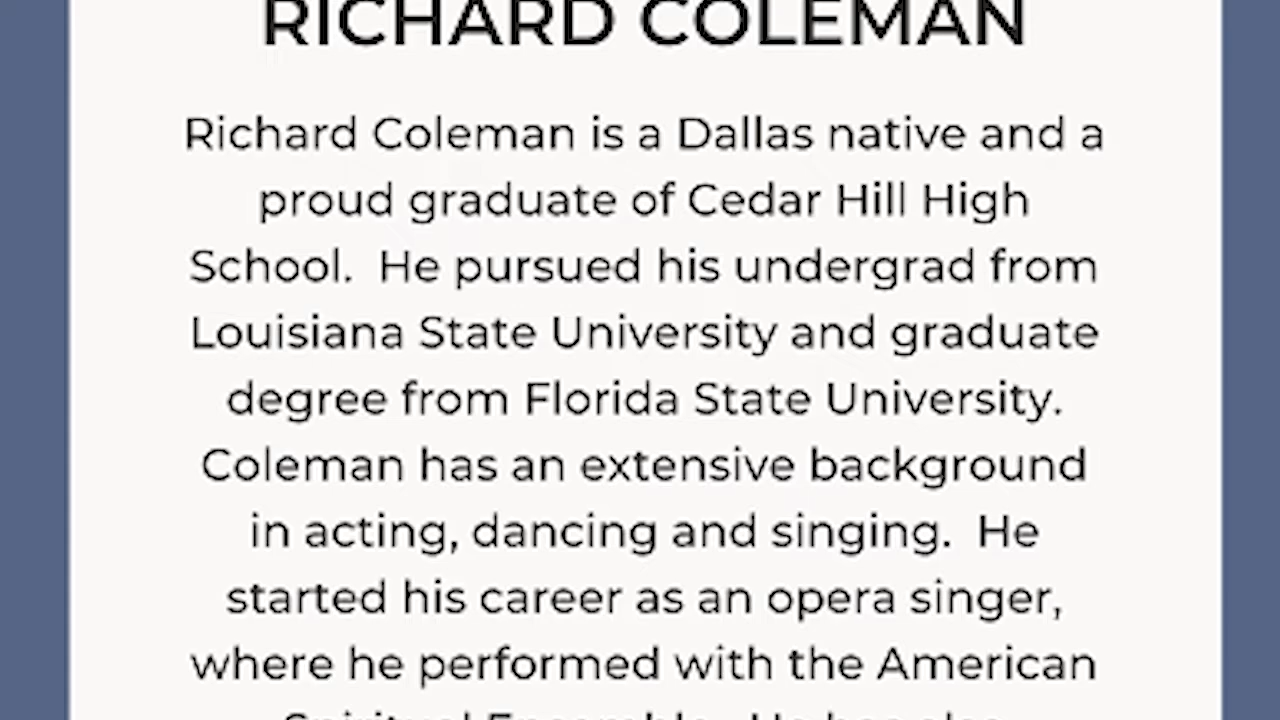 RICHARD COLEMAN
Richard Coleman is a Dallas native and a
proud graduate of Cedar Hill High
School.  He pursued his undergrad from
Louisiana State University and graduate
degree from Florida State University.
Coleman has an extensive background
in acting, dancing and singing.  He
started his career as an opera singer,
where he performed with the American